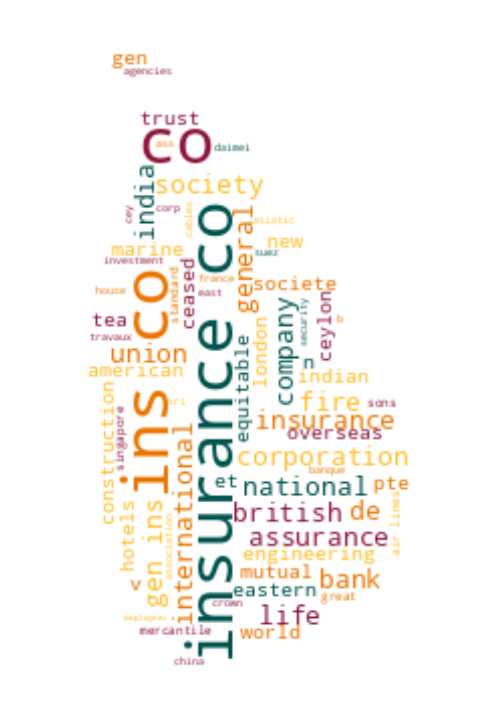 gen
agencies
trust
co
ass
daimei
india
society
cey
corp
cables
insurance co
general
asiatic
marine
new
suez
investment
ins co
standard
ceased
france
east
societe
house
company
security
ceylon
tea
b
travaux
london
equitable
union
n
american
indian
construction
singapore
fire
sons
insurance
overseas
international
corporation
banque
et
national
pte
hotels
gen ins
association
british
de
air lines
assurance
engineering
v
mutual
bank
eastern
great
crown
employees
life
mercantile
world
china